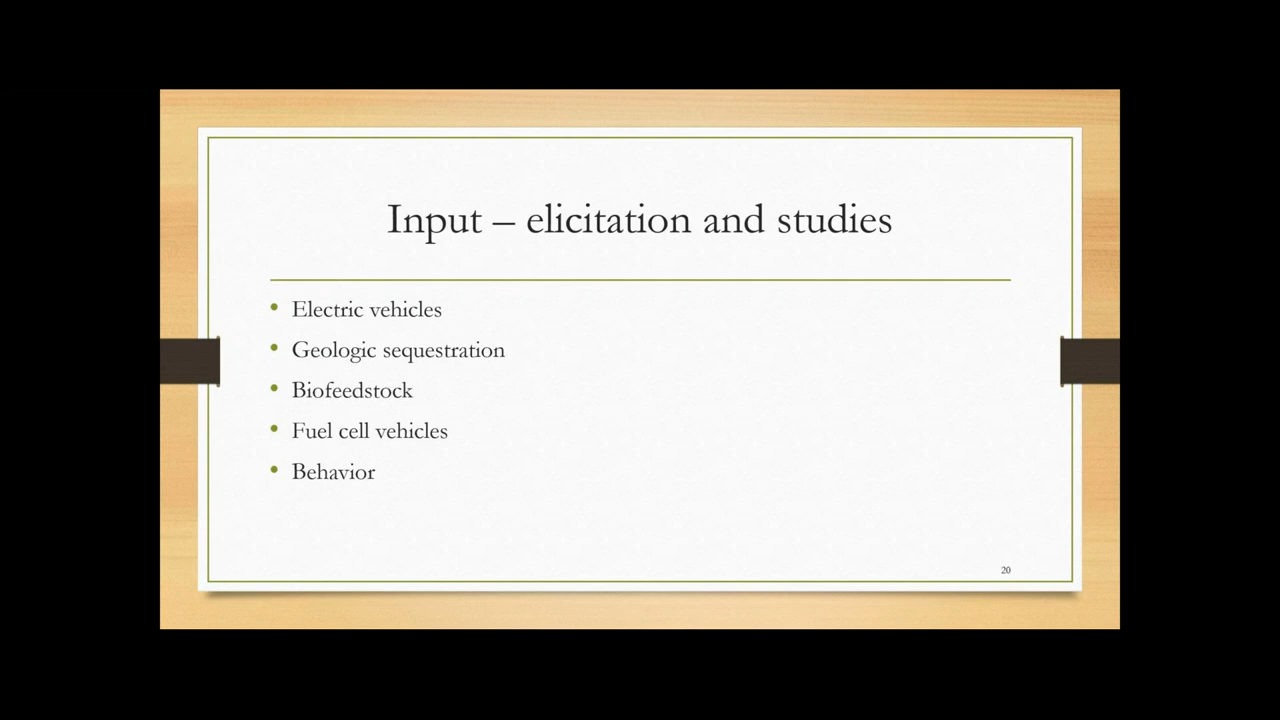 Input – elicitation and studies
• Electric vehicles
• Geologic sequestration
• Biofeedstock
• Fuel cell vehicles
• Behavior
20